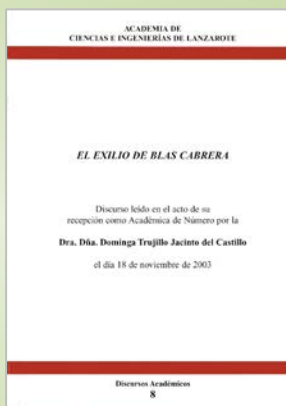 ACADEMIA DE
CIENCIAS E INGENIERÍAS DE LANZAROTE
EL EXILIO DE BLAS CABRERA
Discurso leído en el acto de su
recepción como Académica de Número por la
Dra. Dña. Dominga Trujillo Jacinto del Castillo
el día 18 de noviembre de 2003
Discursos Académicos
8